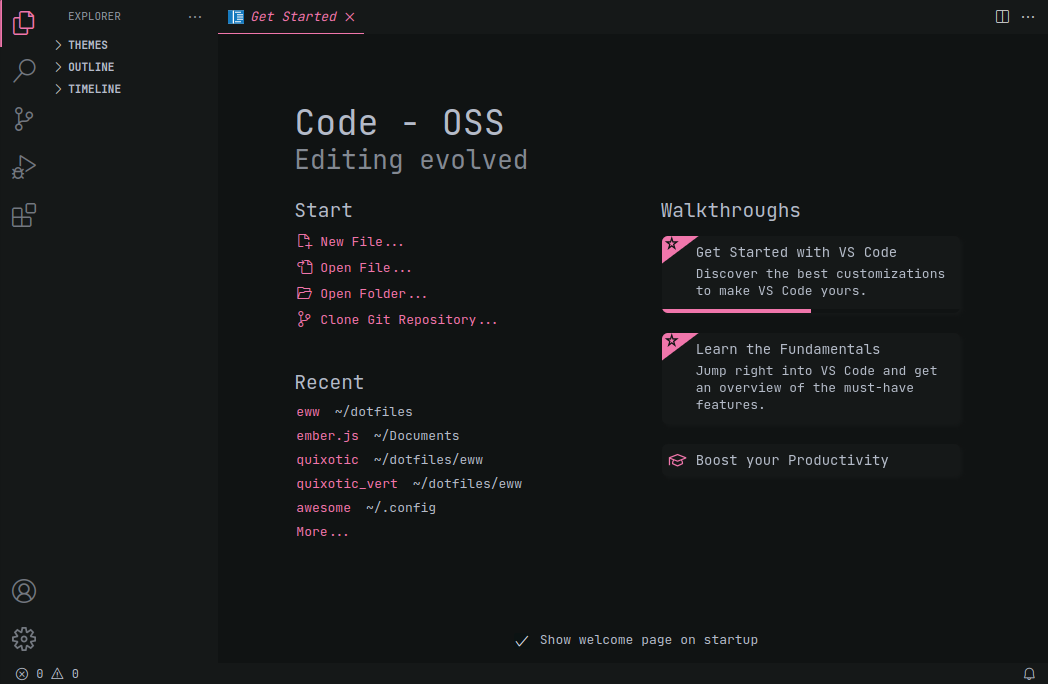 EXPLORER
THEMES
OUTLINE
TIMELINE
Get Started
Code - OSS
Editing evolved
Start
New File...
Open File...
Open Folder...
Clone Git Repository...
Recent
eww ~/dotfiles
ember.js ~/Documents
quixotic ~/dotfiles/eww
quixotic_vert ~/dotfiles/eww
awesome ~/.config
More...
Walkthroughs
Get Started with VS Code
Discover the best customizations
to make VS Code yours.
Learn the Fundamentals
Jump right into VS Code and get
an overview of the must-have
features.
Boost your Productivity
Show welcome page on startup
0 0